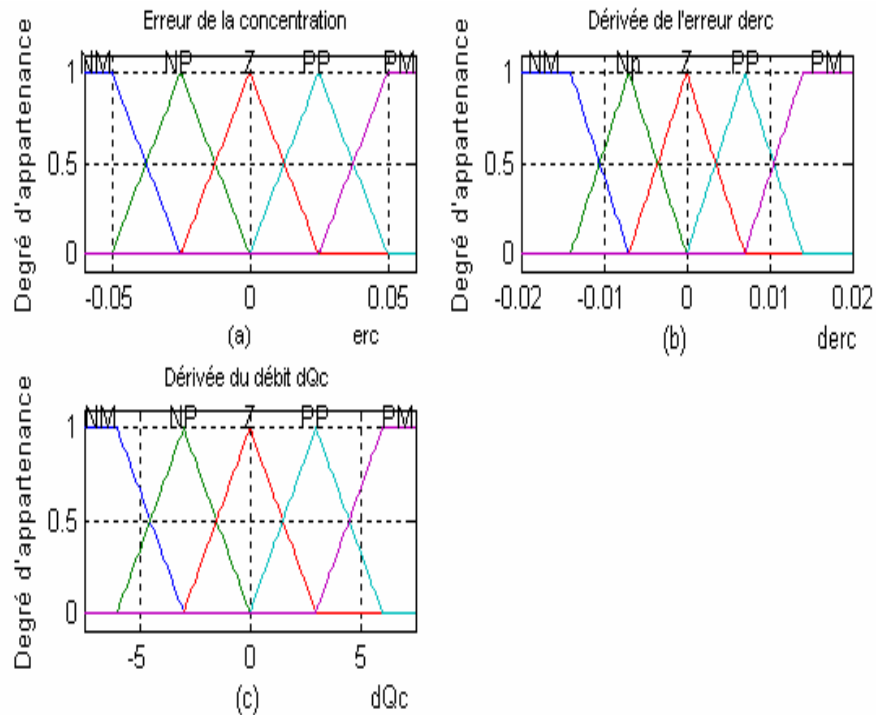 Erreur de la concentration
NM NP Z PP PM
Degré d'appartenance
1
0.5
0
-0.05 0 0.05
(a) erc
Dérivée de l'erreur derc
NM Np Z PP PM
Degré d'appartenance
1
0.5
0
-0.02 -0.01 0 0.01 0.02
(b) derc
Dérivée du débit dQc
NM NP Z PP PM
Degré d'appartenance
1
0.5
0
-5 0 5
(c) dQc